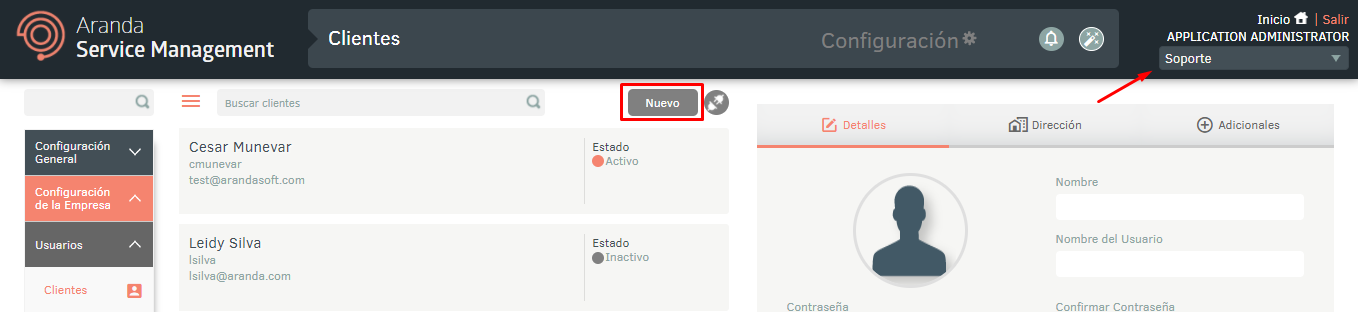 Aranda
Service Management
Clientes
Configuración
Inicio | Salir
APPLICATION ADMINISTRATOR
Soporte
Buscar clientes
Nuevo
Configuración
General
Configuración
de la Empresa
Usuarios
Clientes
Cesar Munevar
cmunevar
test@arandasoft.com
Estado
Activo
Leidy Silva
lsilva
lsilva@aranda.com
Estado
Inactivo
Detalles
Dirección
Adicionales
Nombre
Nombre del Usuario
Contraseña
Confirmar Contraseña